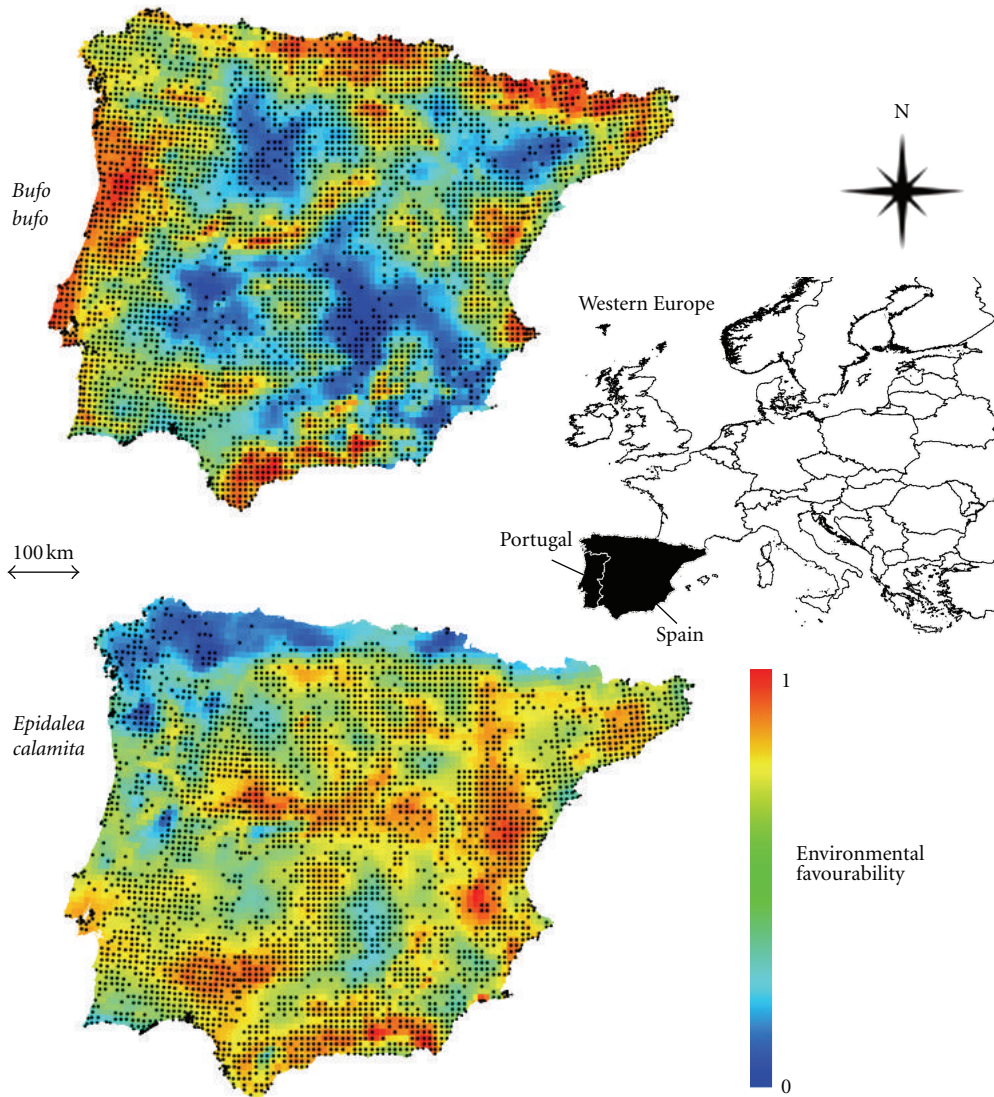 Bufo
bufo
N
Western Europe
Portugal
Spain
100 km
Epidalea
calamita
1
Environmental
favourability
0